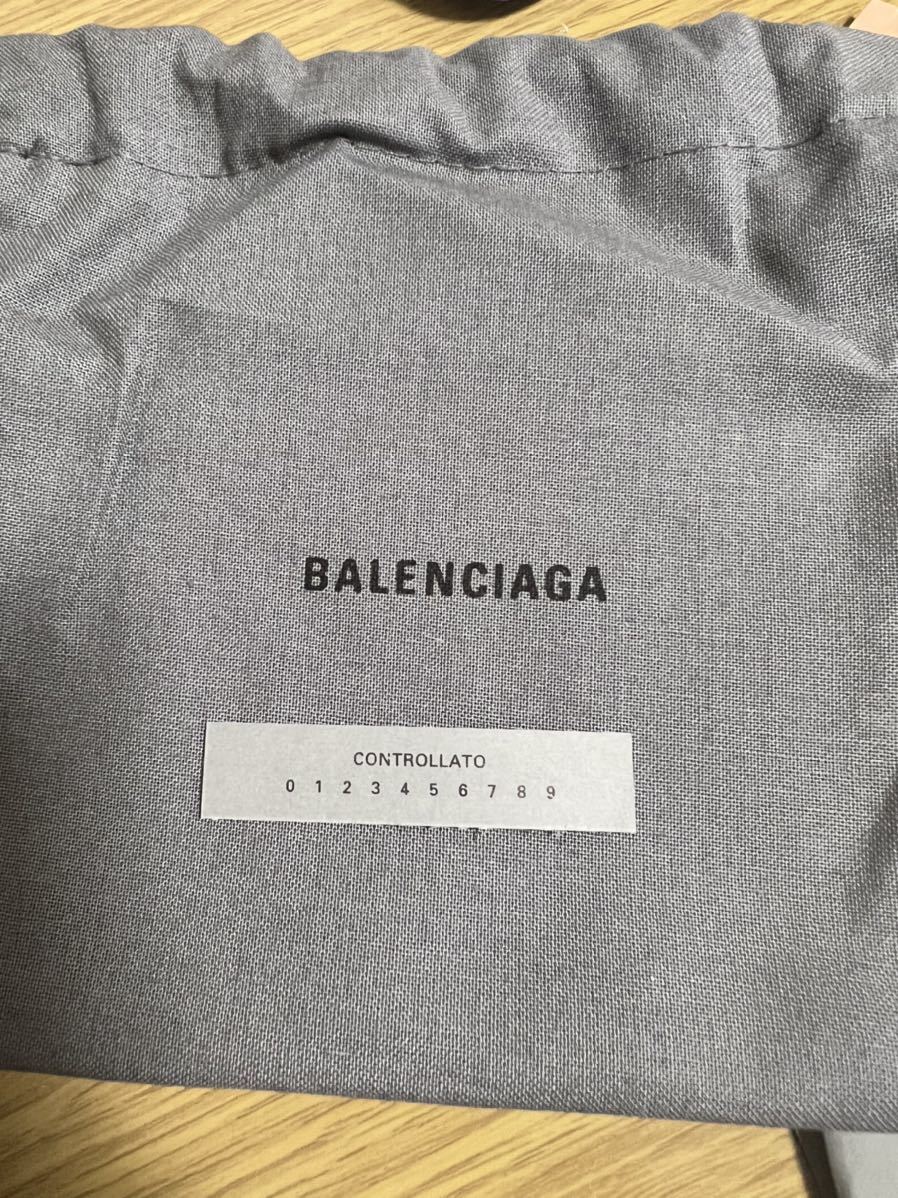 BALENCIAGA
CONTROLLATO
0 1 2 3 4 5 6 7 8 9